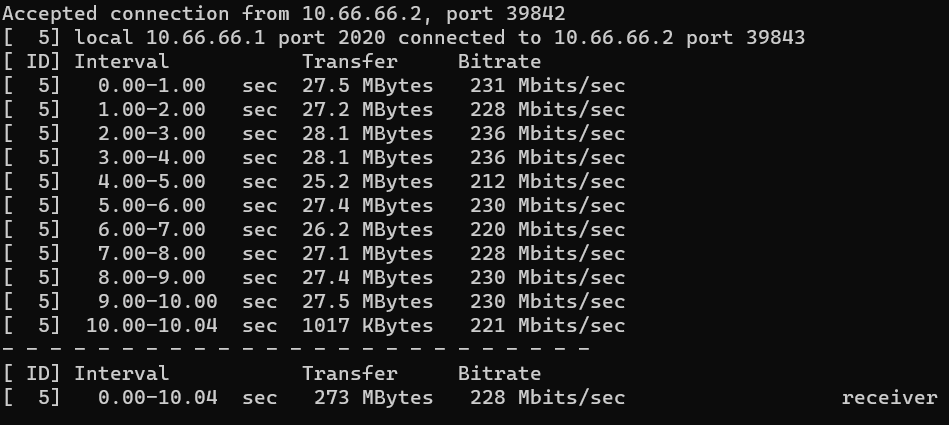 Accepted connection from 10.66.66.2, port 39842
[  5] local 10.66.66.1 port 2020 connected to 10.66.66.2 port 39843
[ ID] Interval           Transfer     Bitrate
[  5]   0.00-1.00   sec  27.5 MBytes   231 Mbits/sec
[  5]   1.00-2.00   sec  27.2 MBytes   228 Mbits/sec
[  5]   2.00-3.00   sec  28.1 MBytes   236 Mbits/sec
[  5]   3.00-4.00   sec  28.1 MBytes   236 Mbits/sec
[  5]   4.00-5.00   sec  25.2 MBytes   212 Mbits/sec
[  5]   5.00-6.00   sec  27.4 MBytes   230 Mbits/sec
[  5]   6.00-7.00   sec  26.2 MBytes   220 Mbits/sec
[  5]   7.00-8.00   sec  27.1 MBytes   228 Mbits/sec
[  5]   8.00-9.00   sec  27.4 MBytes   230 Mbits/sec
[  5]   9.00-10.00  sec  27.5 MBytes   230 Mbits/sec
[  5]  10.00-10.04  sec  1017 KBytes   221 Mbits/sec
- - - - - - - - - - - - - - - - - - - - - - - - -
[ ID] Interval           Transfer     Bitrate
[  5]   0.00-10.04  sec   273 MBytes   228 Mbits/sec                  receiver